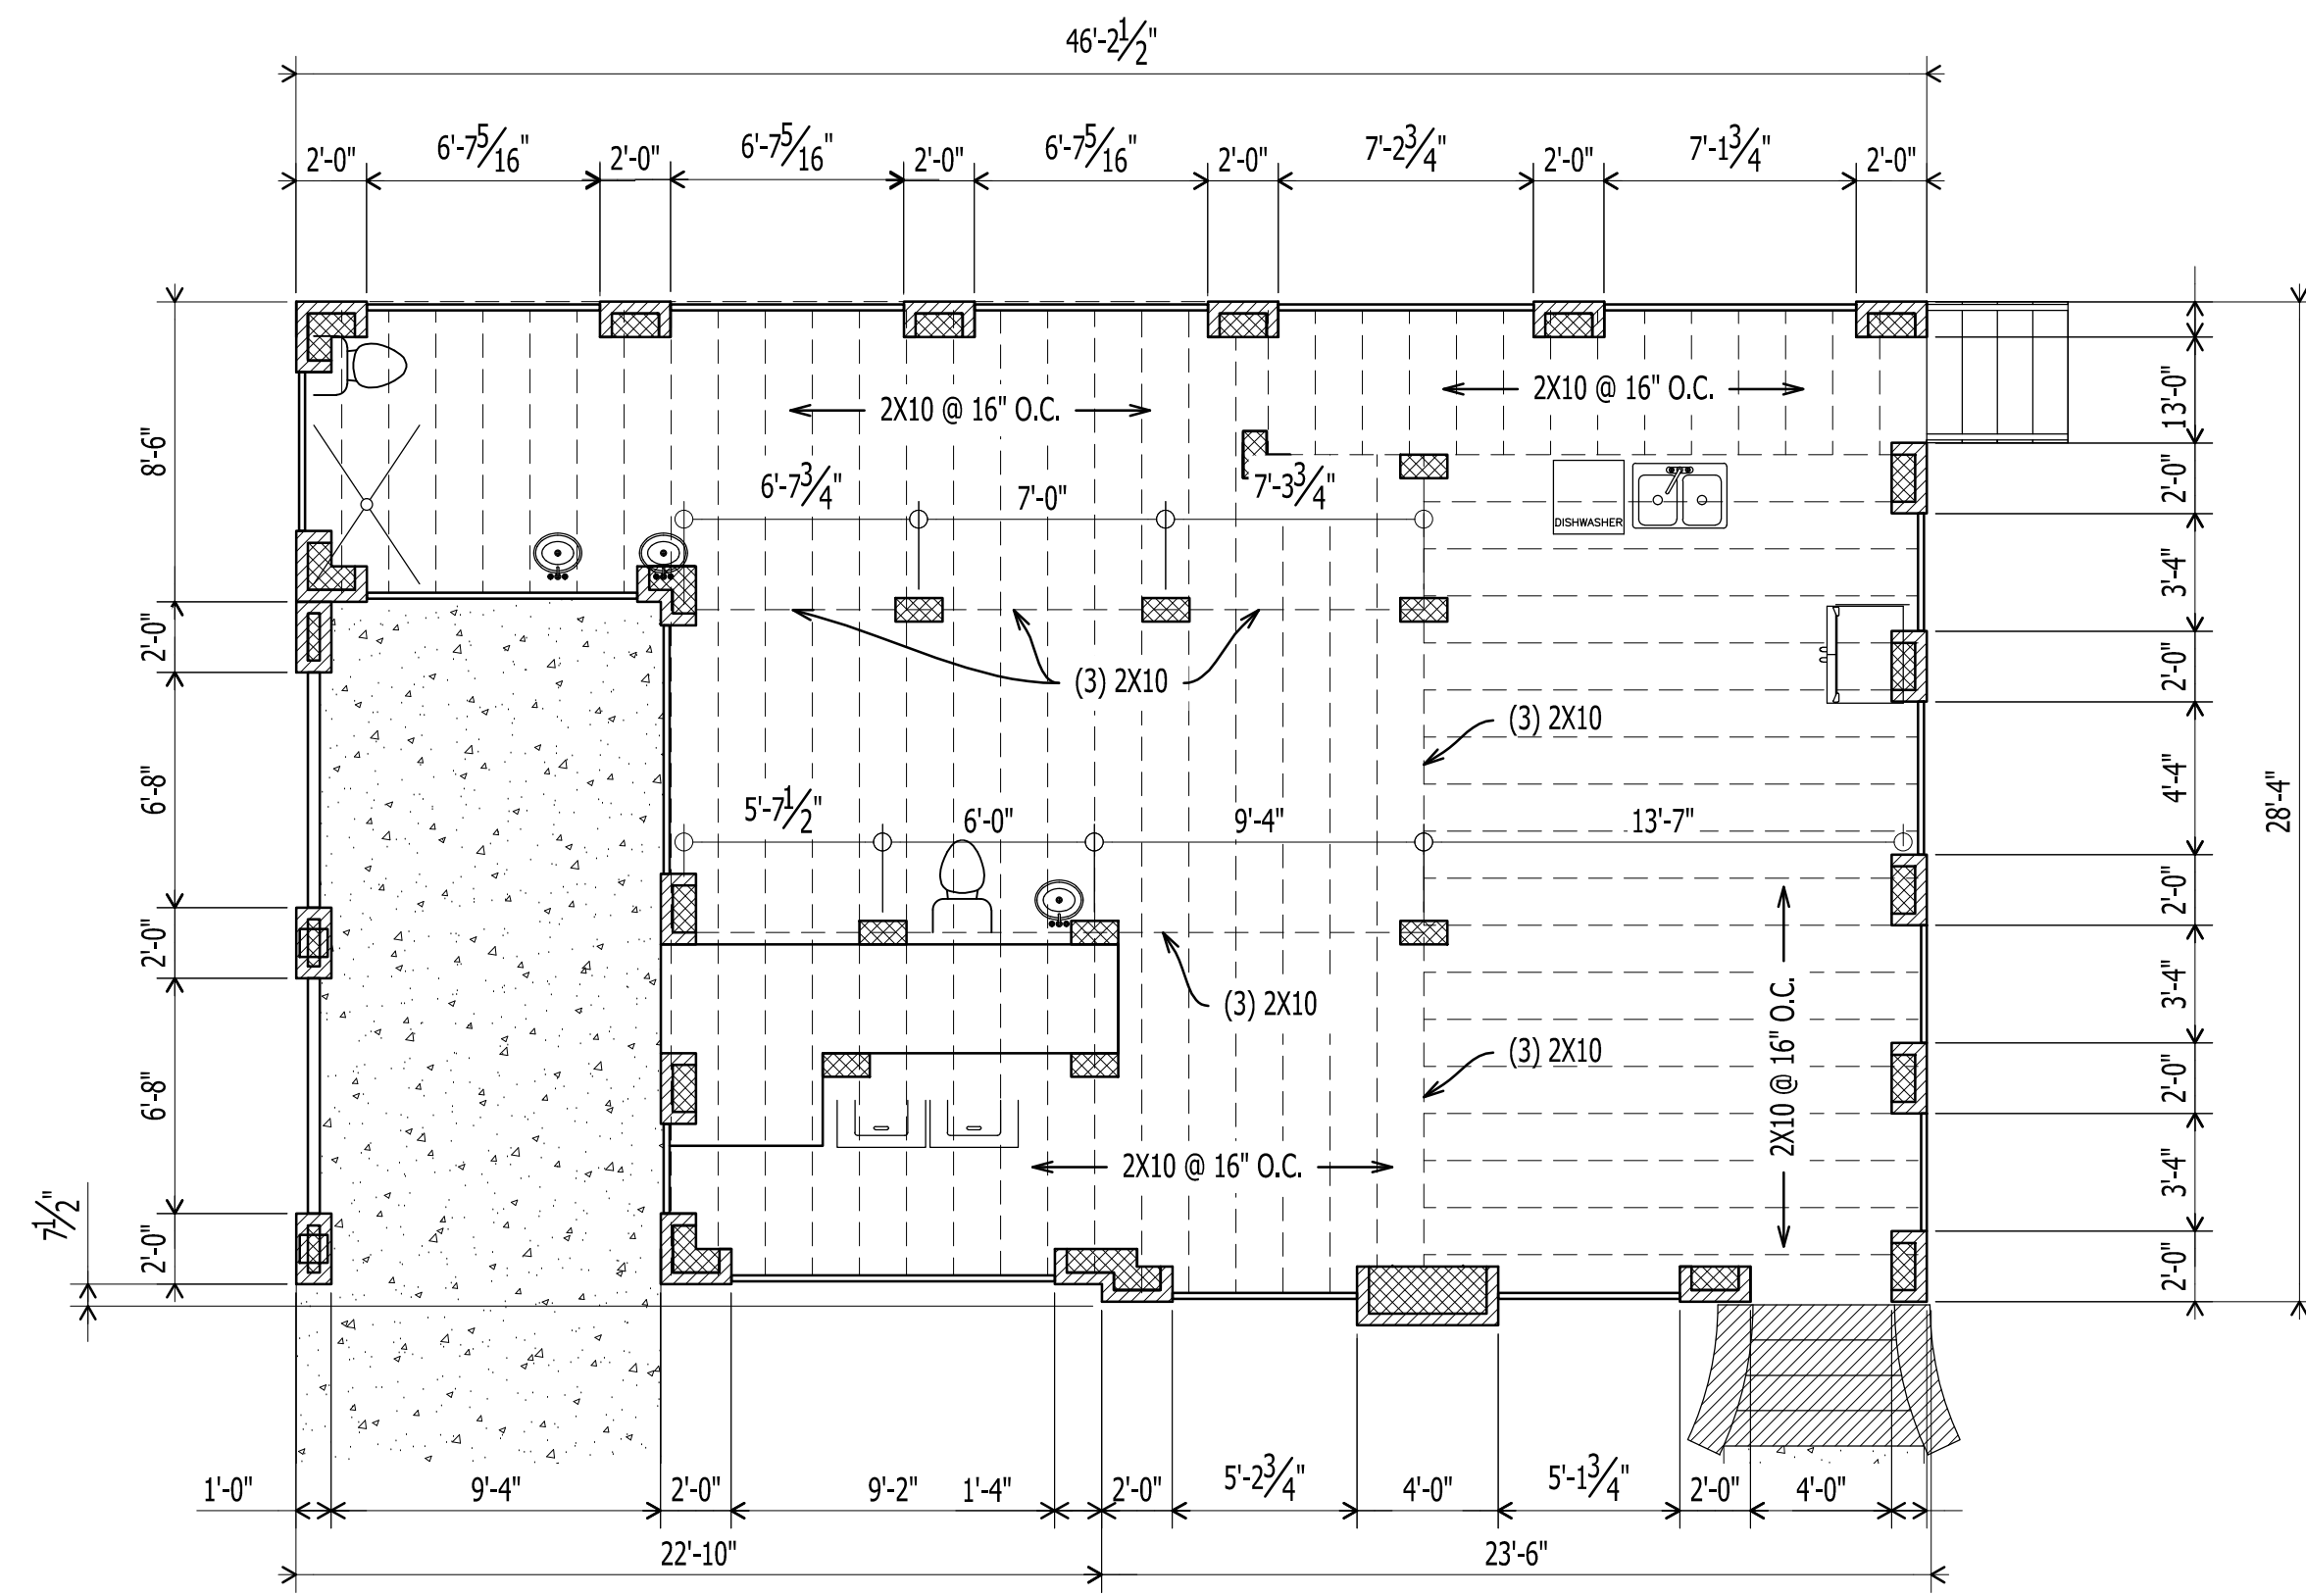 46'-2 1/2"
2'-0" 6'-7 5/16" 2'-0" 6'-7 5/16" 2'-0" 6'-7 5/16" 2'-0" 7'-2 3/4" 2'-0" 7'-1 3/4" 2'-0"
2X10 @ 16" O.C.
2X10 @ 16" O.C.
6'-7 3/4" 7'-0" 7'-3 3/4"
DISHWASHER
(3) 2X10
(3) 2X10
5'-7 1/2" 6'-0" 9'-4" 13'-7"
(3) 2X10
(3) 2X10
2X10 @ 16" O.C.
2X10 @ 16" O.C.
8'-6"
2'-0"
6'-8"
2'-0"
6'-8"
2'-0"
7 1/2"
13'-0"
2'-0"
3'-4"
2'-0"
4'-4"
2'-0"
3'-4"
2'-0"
3'-4"
2'-0"
28'-4"
1'-0" 9'-4" 2'-0" 9'-2" 1'-4" 2'-0" 5'-2 3/4" 4'-0" 5'-1 3/4" 2'-0" 4'-0"
22'-10" 23'-6"